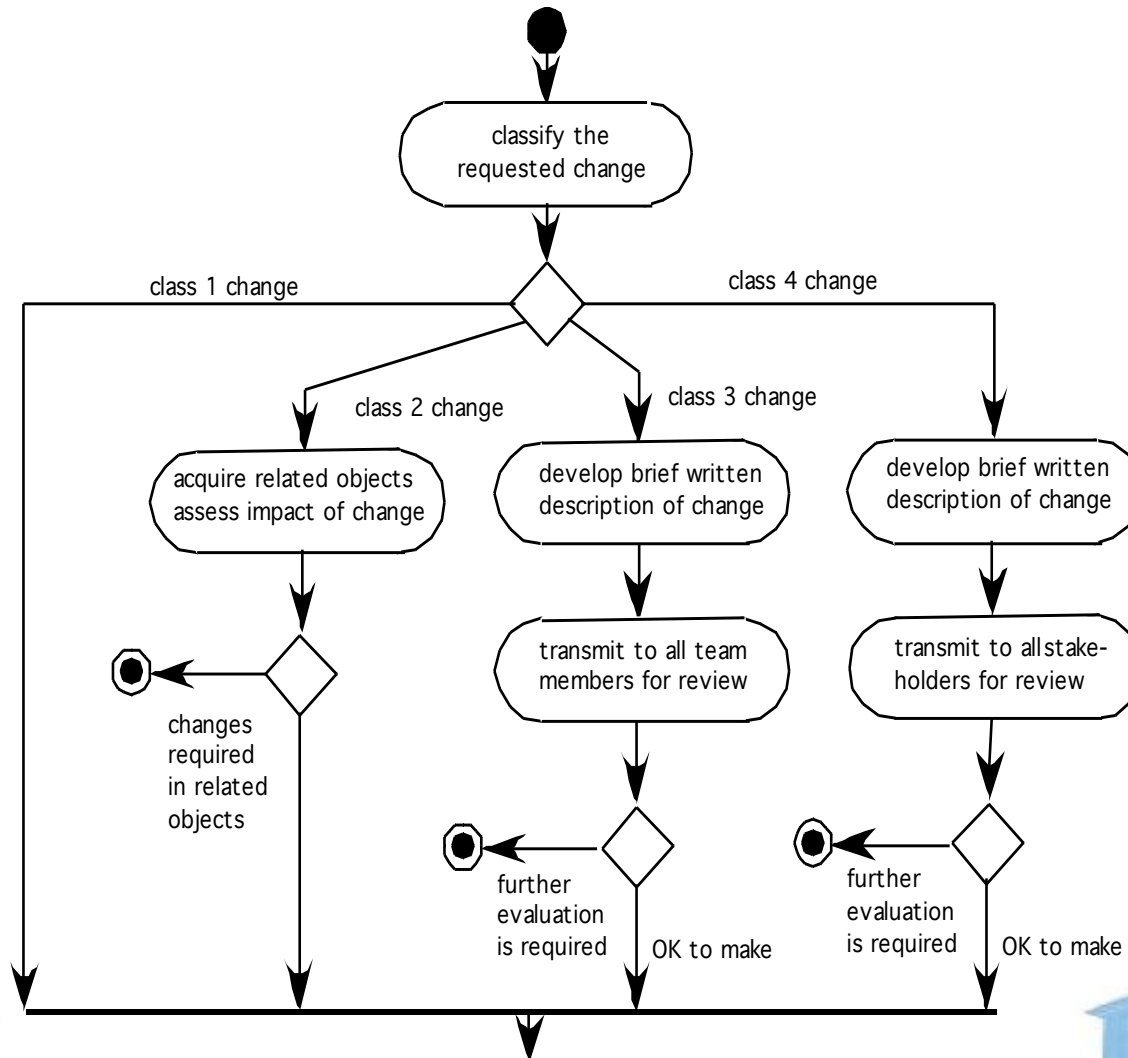 classify the
requested change
class 1 change
class 4 change
class 2 change
class 3 change
acquire related objects
assess impact of change
develop brief written
description of change
develop brief written
description of change
transmit to all team
members for review
transmit to allstake-
holders for review
changes
required
in related
objects
further
evaluation
is required
OK to make
further
evaluation
is required
OK to make